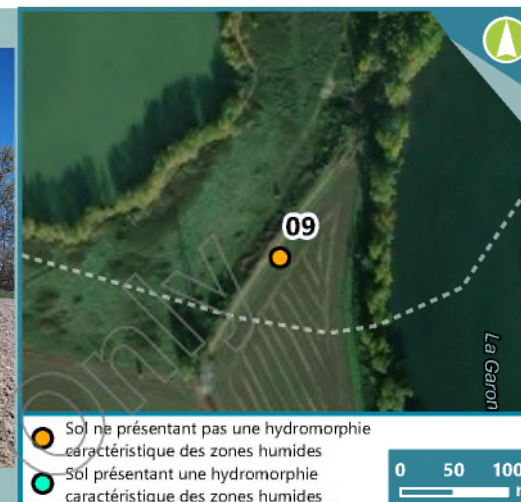 09
La Garon
Sol ne présentant pas une hydromorphie
caractéristique des zones humides
Sol présentant une hydromorphie
caractéristique des zones humides
0 50 100
only